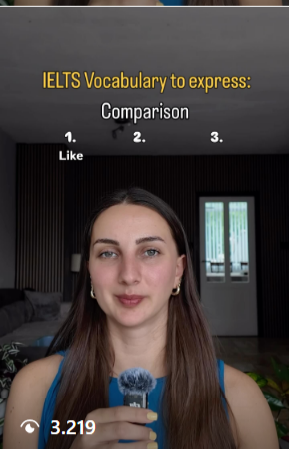 IELTS Vocabulary to express:
Comparison
1. 2. 3.
Like
3.219